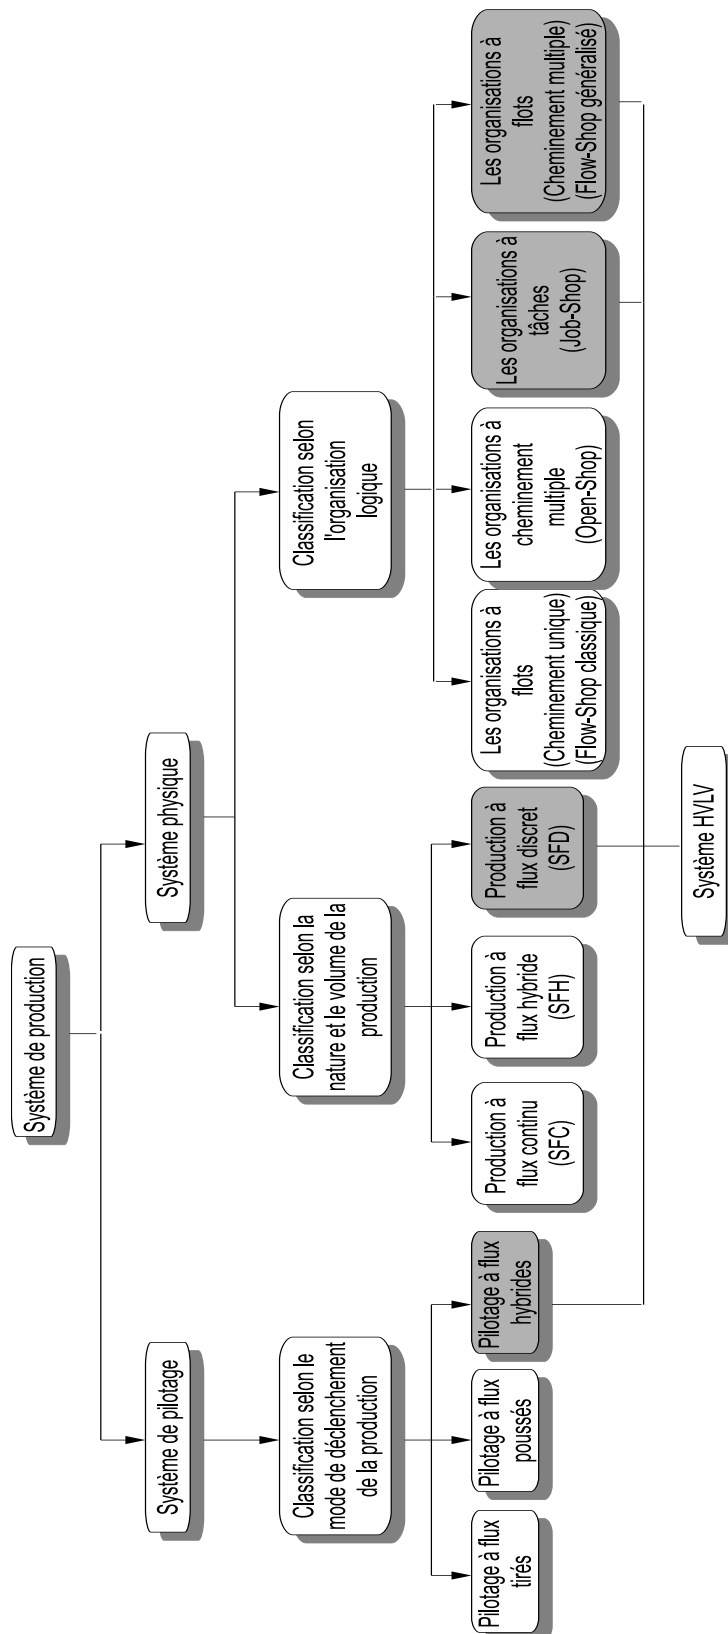 Système de production
Système de pilotage
Système physique
Classification selon le
mode de déclenchement
de la production
Classification selon la
nature et le volume de la
production
Classification selon
l'organisation
logique
Pilotage à flux
tirés
Pilotage à flux
poussés
Pilotage à flux
hybrides
Production à
flux continu
(SFC)
Production à
flux hybride
(SFH)
Production à
flux discret
(SFD)
Les organisations à
flots
(Cheminement unique)
(Flow-Shop classique)
Les organisations à
cheminement
multiple
(Open-Shop)
Les organisations à
tâches
(Job-Shop)
Les organisations à
flots
(Cheminement multiple)
(Flow-Shop généralisé)
Système HVLV